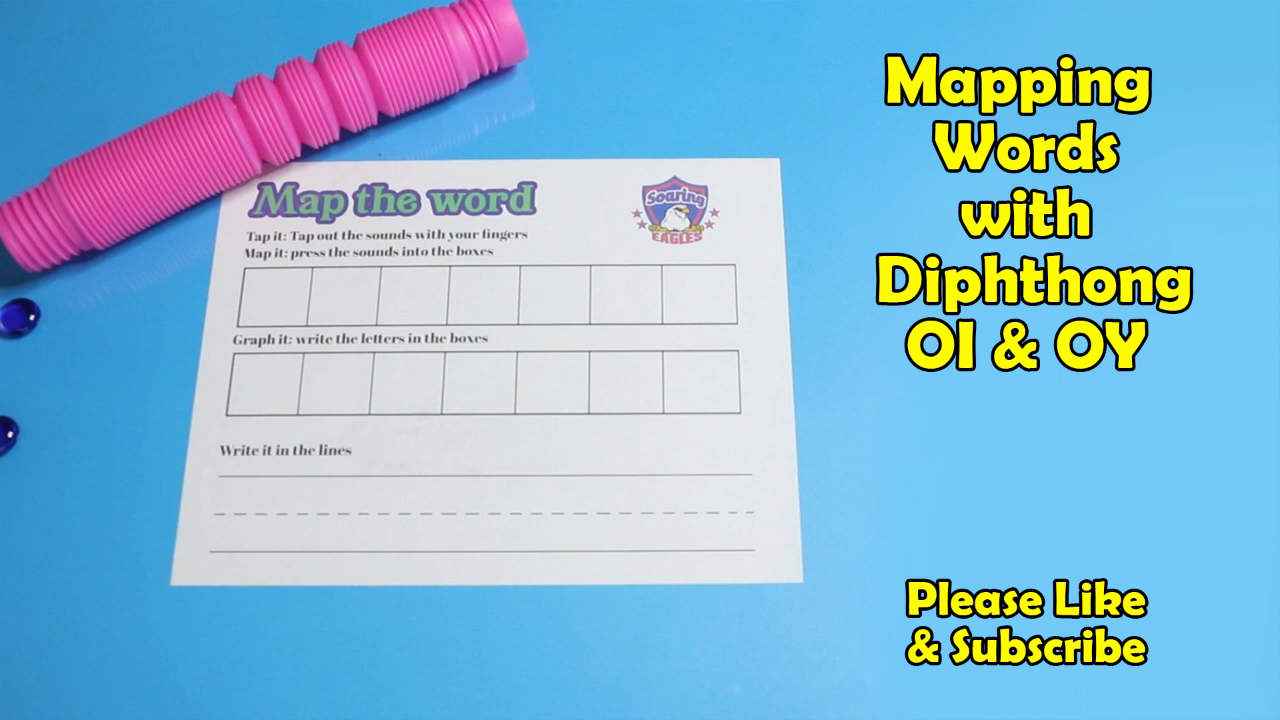 Mapping
Words
with
Diphthong
OI & OY
Map the word
Soaring
EAGLES
Tap it: Tap out the sounds with your fingers
Map it: press the sounds into the boxes
Graph it: write the letters in the boxes
Write it in the lines
Please Like
& Subscribe